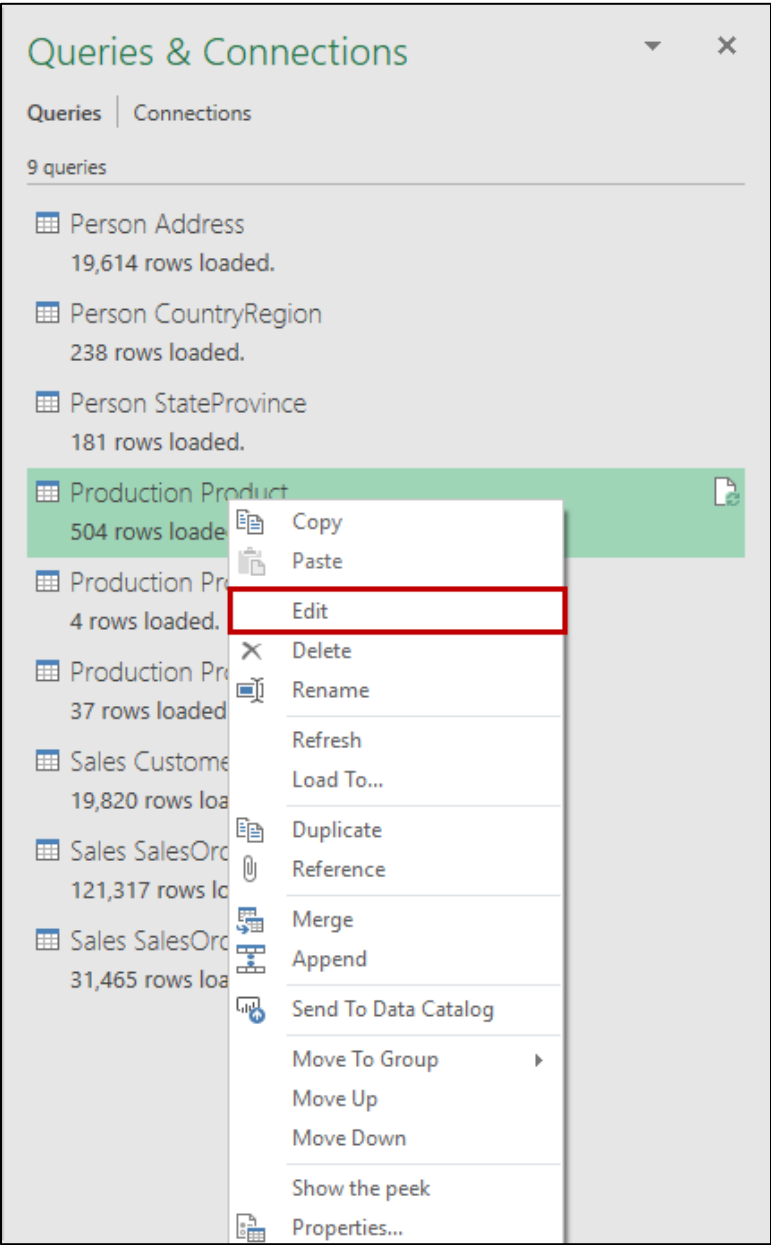 Queries & Connections
Queries | Connections
9 queries
Person Address
19,614 rows loaded.
Person CountryRegion
238 rows loaded.
Person StateProvince
181 rows loaded.
Production Product
504 rows loade
Production Pr
4 rows loaded.
Production Pr
37 rows loaded
Sales Custome
19,820 rows loa
Sales SalesOrd
121,317 rows lo
Sales SalesOrd
31,465 rows loa
Copy
Paste
Edit
Delete
Rename
Refresh
Load To...
Duplicate
Reference
Merge
Append
Send To Data Catalog
Move To Group
Move Up
Move Down
Show the peek
Properties...